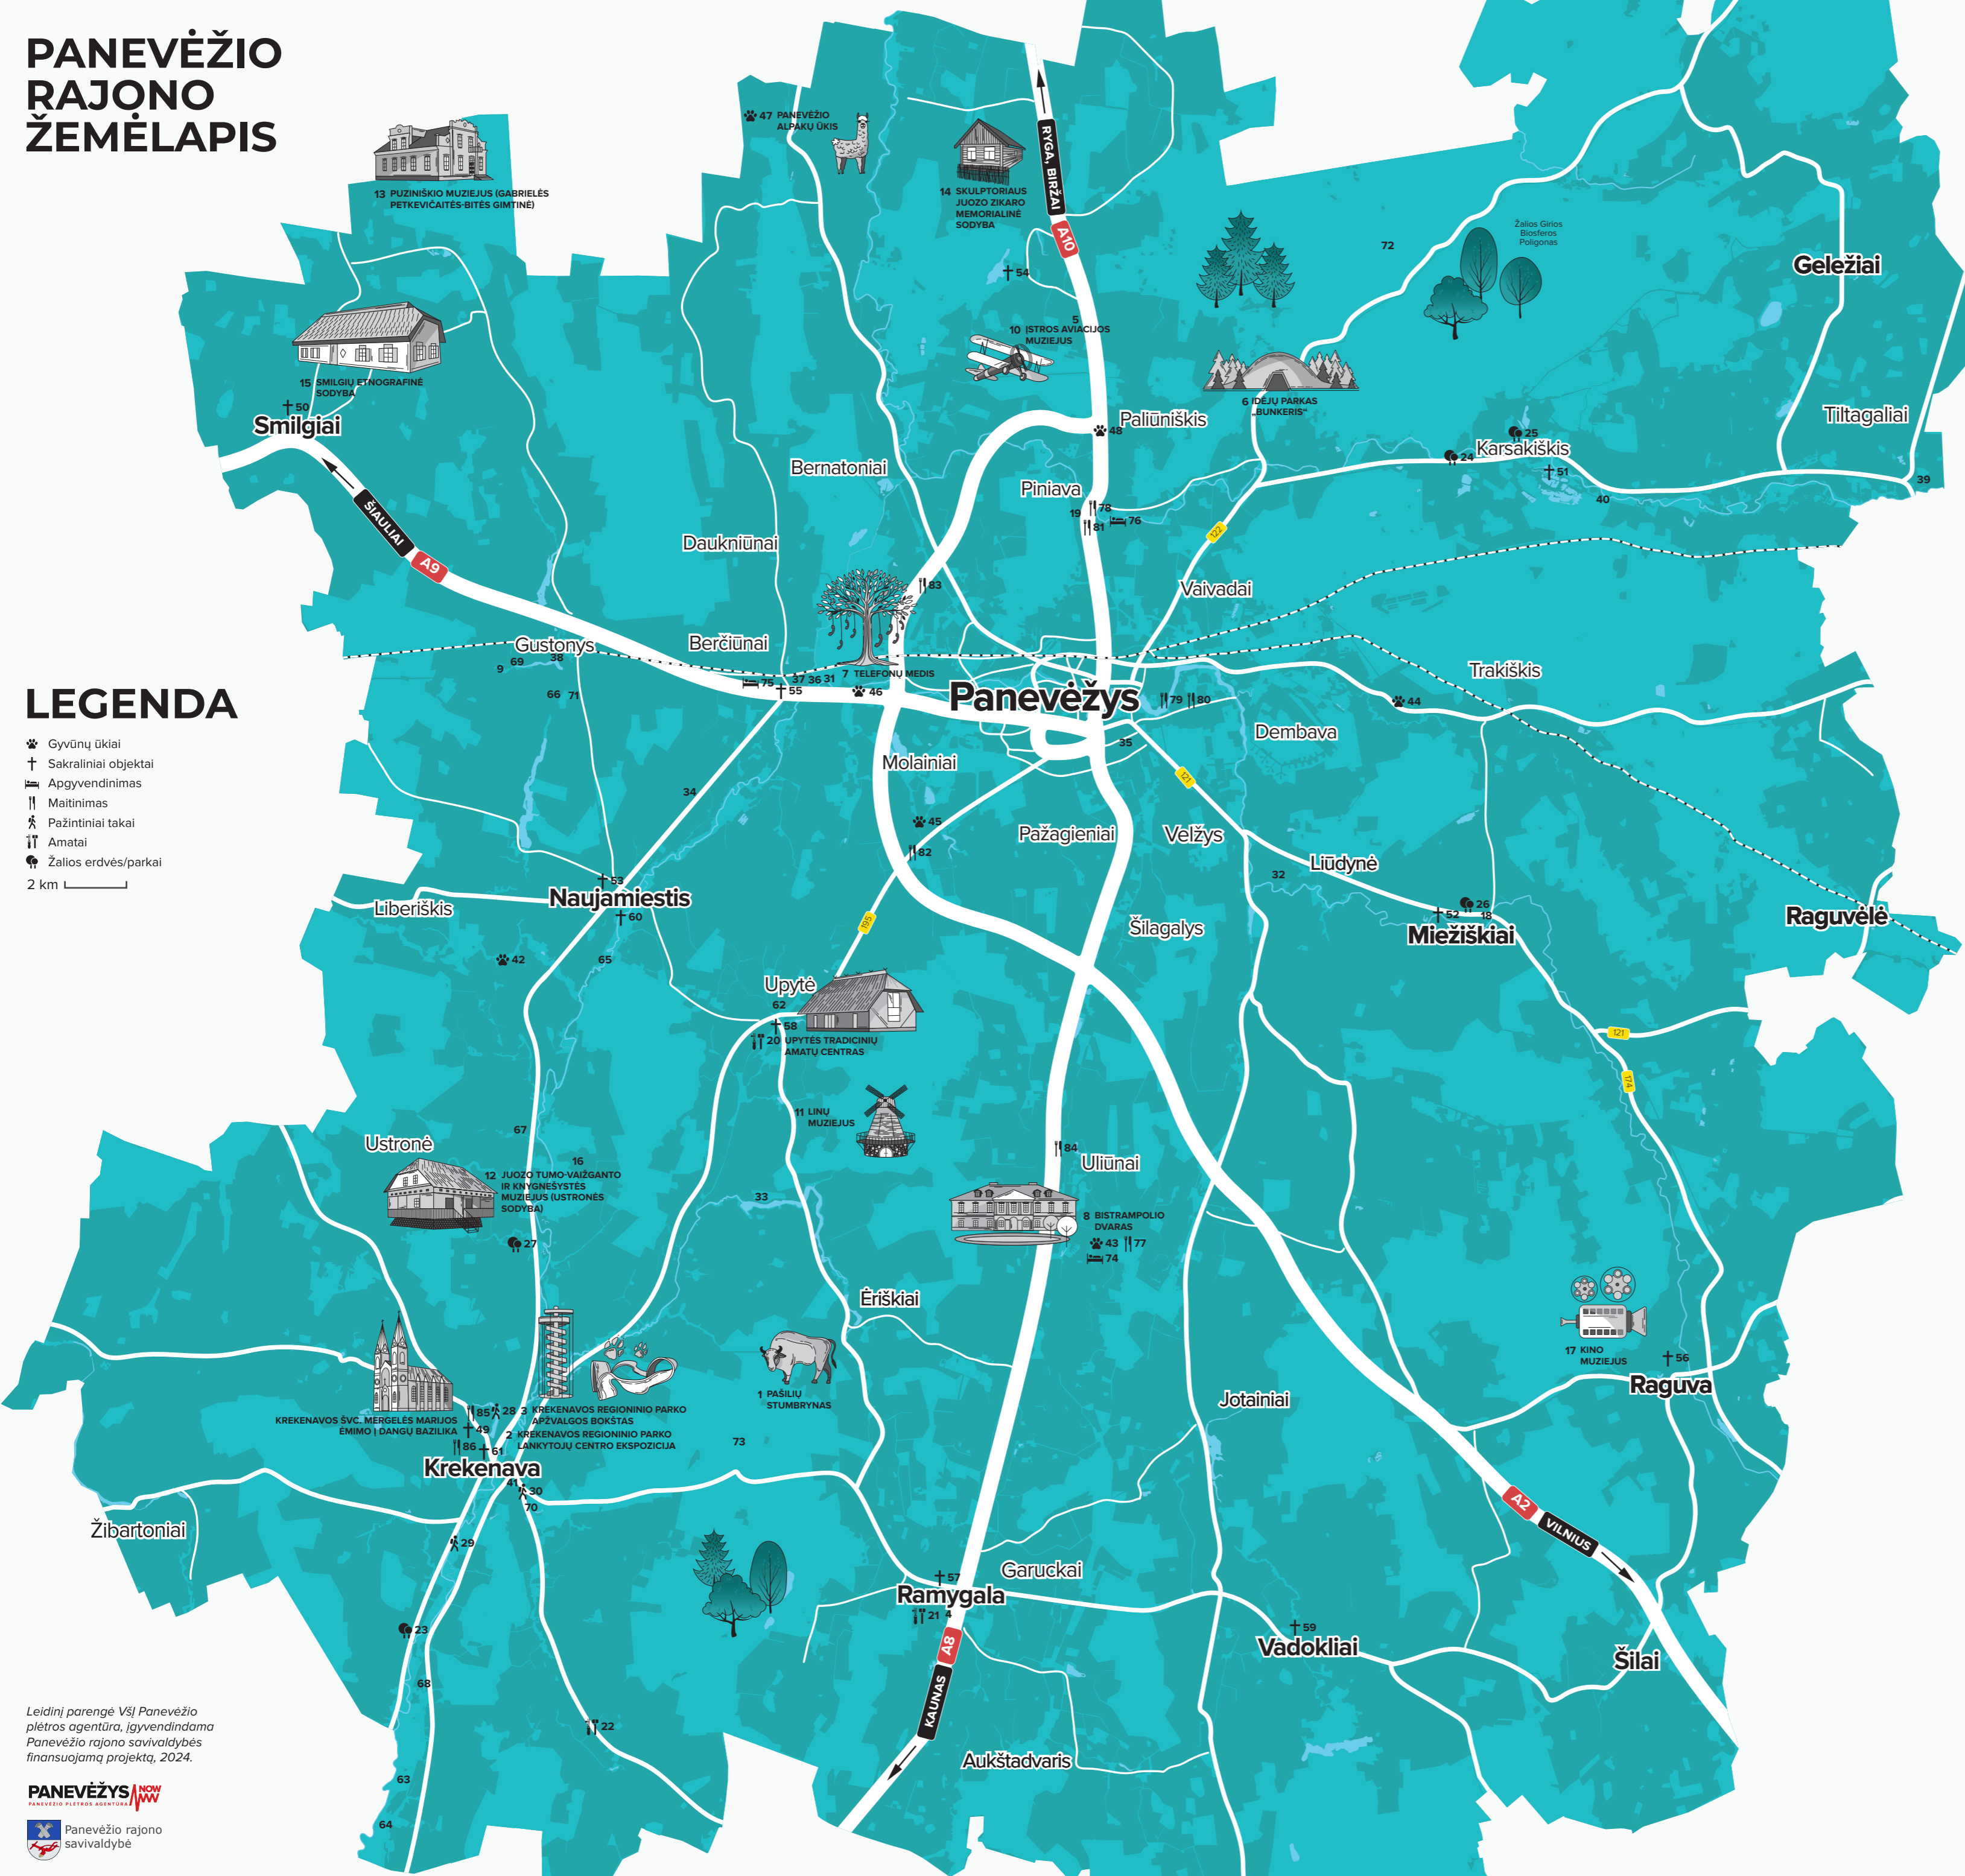 PANEVĖŽIO
RAJONO
ŽEMĖLAPIS
13 PUZINIŠKIO MUZIEJUS (GABRIELĖS
PETKEVIČAITĖS-BITĖS GIMTINĖ)
47 PANEVĖŽIO
ALPAKŲ ŪKIS
14 SKULPTORIAUS
JUOZO ZIKARO
MEMORIALINĖ
SODYBA
RYGA, BIRŽAI
A10
54
72
Žalios Girios
Biosferos
Poligonas
Geležiai
5
10 ĮSTROS AVIACIJOS
MUZIEJUS
15 SMILGIŲ ETNOGRAFINĖ
SODYBA
50
Smilgiai
6 IDĖJŲ PARKAS
„BUNKERIS“
Paliūniškis
48
Tiltagaliai
25
24
Karsakiškis
51
39
40
Bernatoniai
Piniava
78
19
76
81
ŠIAULIAI
A9
122
Daukniūnai
83
Vaivadai
Gustonys
38
69
9
66
71
Berčiūnai
75
55
37
36
31
7 TELEFONŲ MEDIS
46
Panevėžys
79
80
Trakiškis
44
Dembava
35
121
Molainiai
34
45
82
Pažagieniai
Velžys
Liūdynė
32
LEGENDA
Gyvūnų ūkiai
Sakraliniai objektai
Apgyvendinimas
Maitinimas
Pažintiniai takai
Amatai
Žalios erdvės/parkai
2 km
53
Naujamiestis
60
Liberiškis
42
65
195
Šilagalys
26
52
18
Miežiškiai
Raguvėlė
Upytė
62
58
20 UPYTĖS TRADICINIŲ
AMATŲ CENTRAS
121
174
11 LINŲ
MUZIEJUS
67
Ustronė
16
12 JUOZO TUMO-VAIŽGANTO
IR KNYGNEŠYSTĖS
MUZIEJUS (USTRONĖS
SODYBA)
27
33
84
Uliūnai
8 BISTRAMPOLIO
DVARAS
43
77
74
Ėriškiai
1 PAŠILIŲ
STUMBRYNAS
17 KINO
MUZIEJUS
56
Raguva
Jotainiai
85
28
3 KREKENAVOS REGIONINIO PARKO
APŽVALGOS BOKŠTAS
KREKENAVOS ŠVČ. MERGELĖS MARIJOS
ĖMIMO Į DANGŲ BAZILIKA
49
2 KREKENAVOS REGIONINIO PARKO
LANKYTOJŲ CENTRO EKSPOZICIJA
86
61
Krekenava
41
30
70
73
29
Žibartoniai
A2
VILNIUS
Garuckai
57
Ramygala
21
4
23
59
Vadokliai
Šilai
A8
KAUNAS
68
22
Aukštadvaris
63
64
Leidinį parengė VšĮ Panevėžio
plėtros agentūra, įgyvendindama
Panevėžio rajono savivaldybės
finansuojamą projektą, 2024.
PANEVĖŽYS NOW
PANEVĖŽIO PLĖTROS AGENTŪRA
Panevėžio rajono
savivaldybė